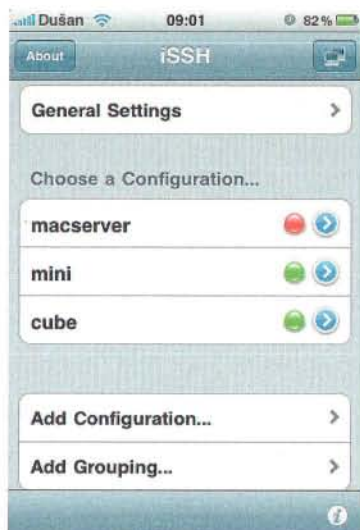 Dušan 09:01 82%
About iSSH
General Settings
Choose a Configuration...
macserver
mini
cube
Add Configuration...
Add Grouping...